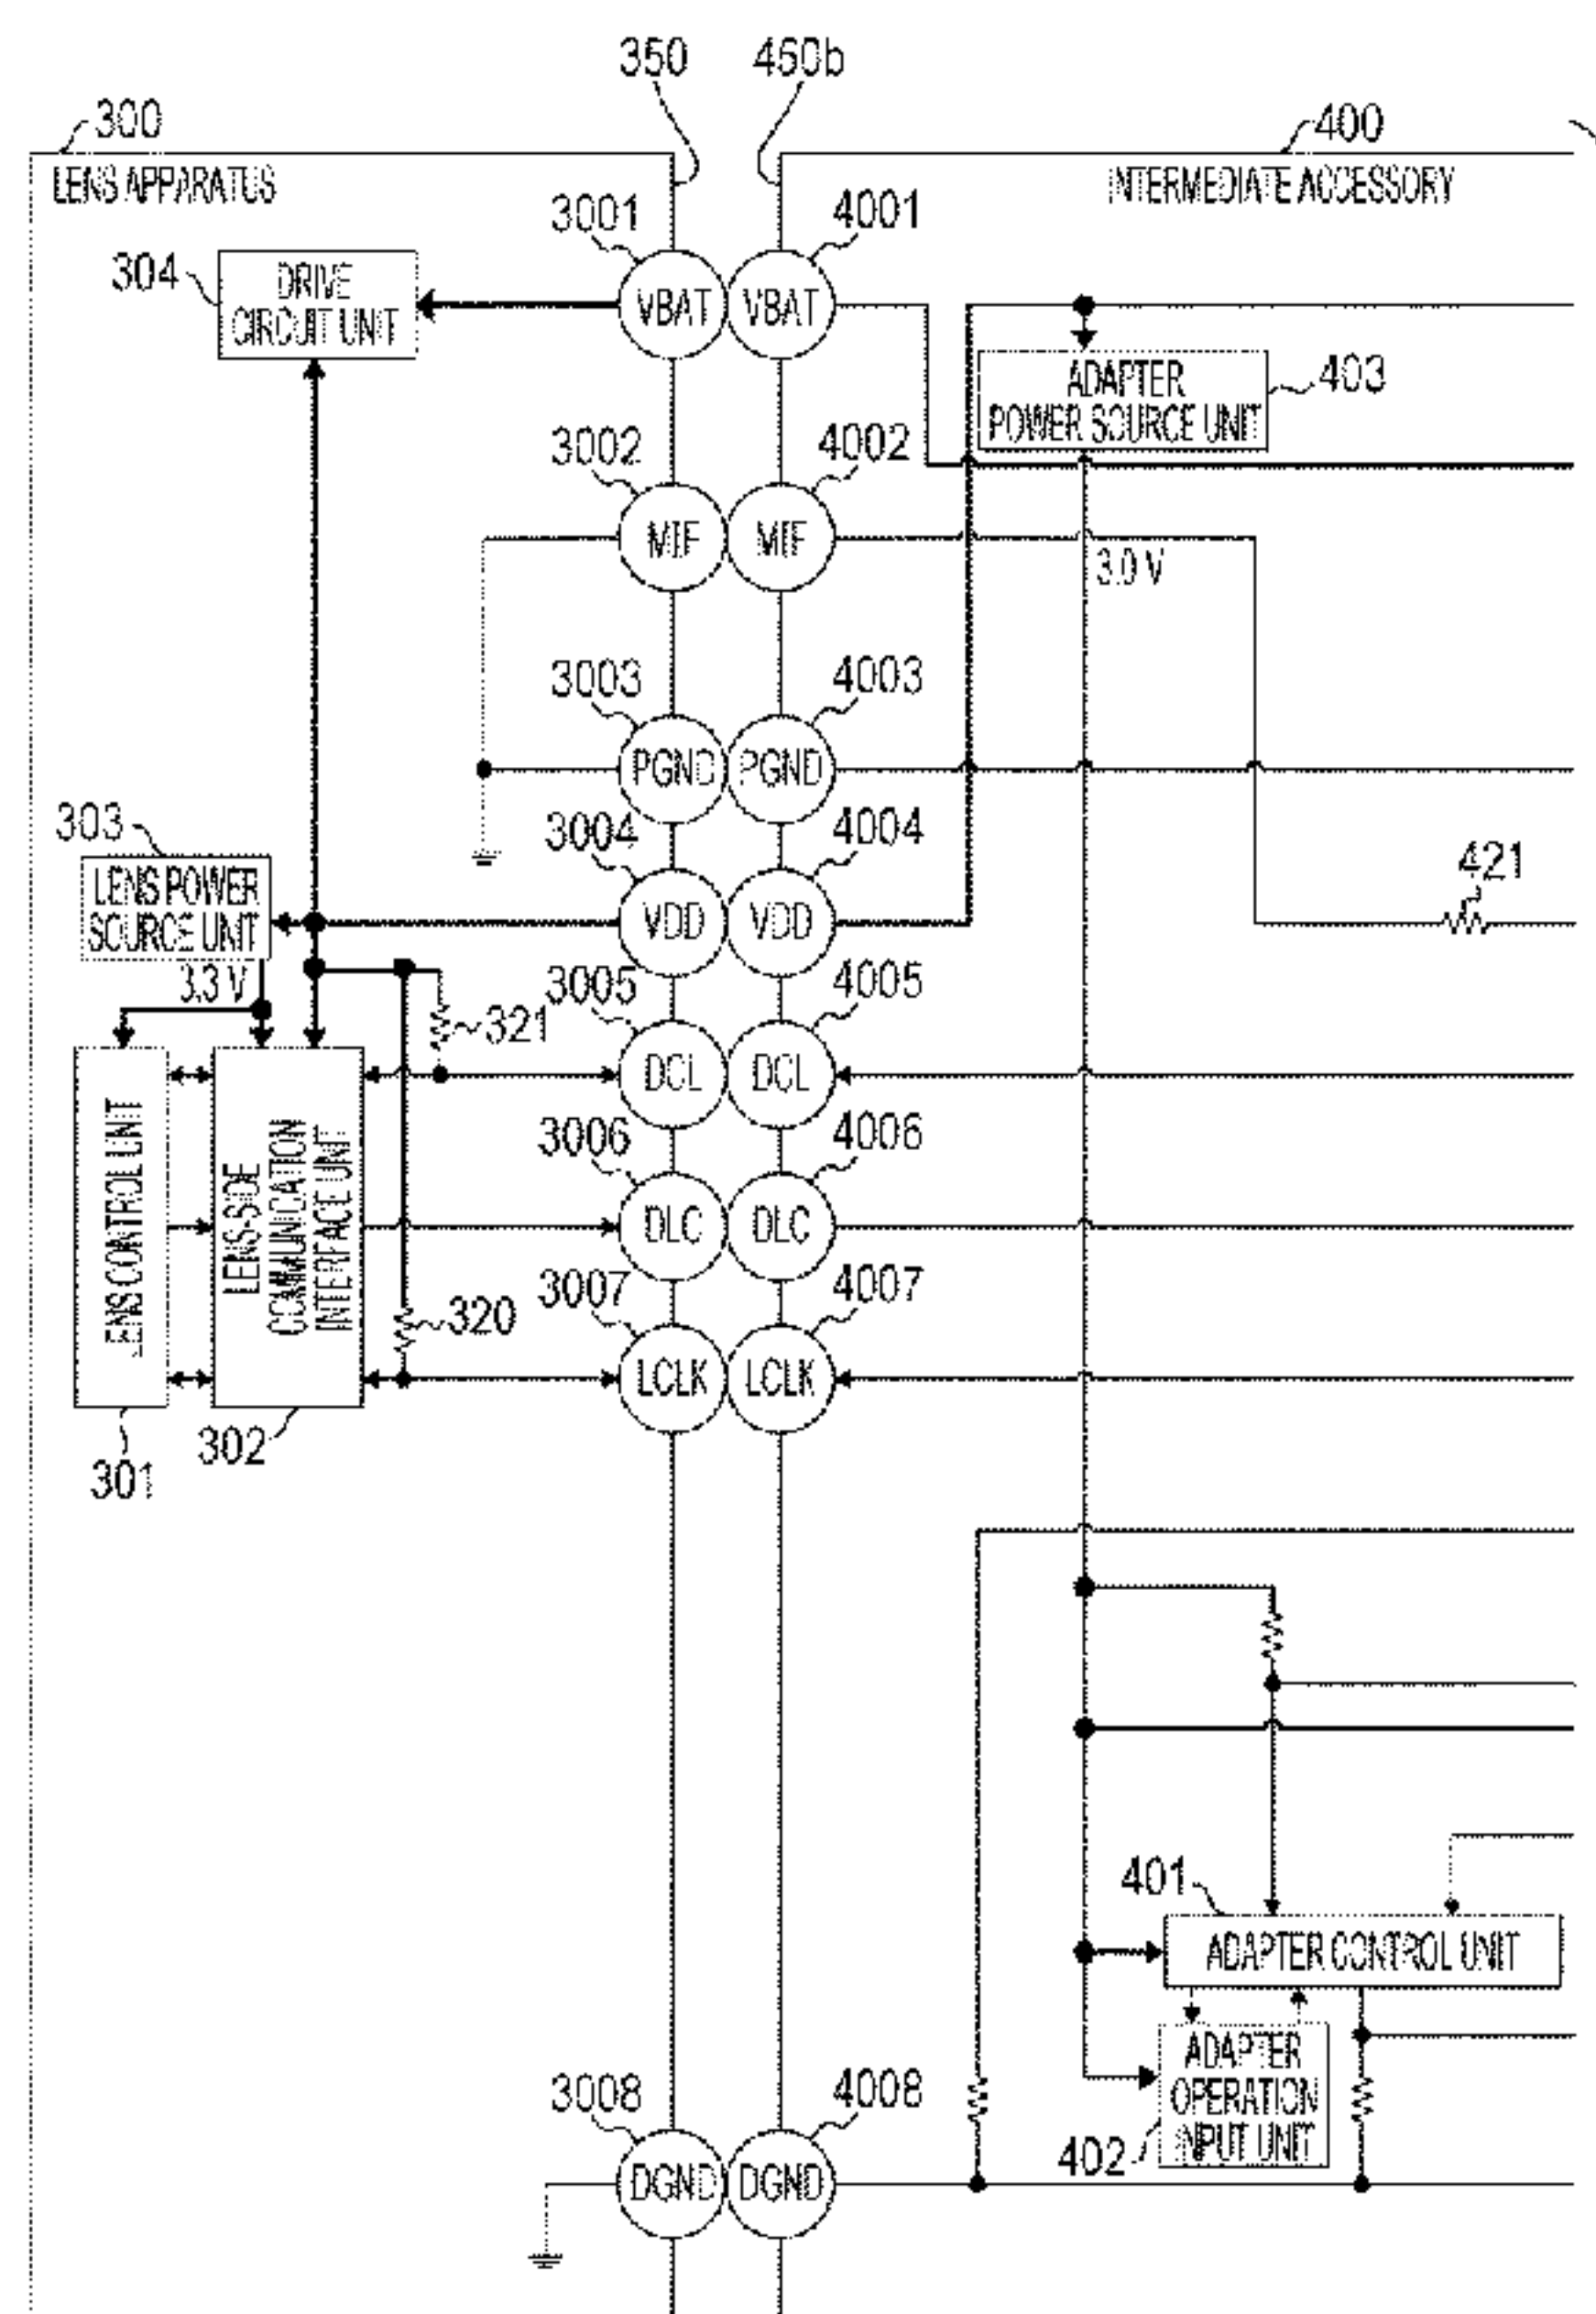 350
450b
300
400
LENS APPARATUS
INTERMEDIATE ACCESSORY
3001
4001
304
DRIVE
CIRCUIT UNIT
VBAT
VBAT
ADAPTER
POWER SOURCE UNIT
403
3002
4002
MIF
MIF
3.0 V
3003
4003
PGND
PGND
303
3004
4004
LENS POWER
SOURCE UNIT
VDD
VDD
421
3.3 V
3005
4005
321
DCL
DCL
3006
4006
LENS CONTROL UNIT
LENS-SIDE
COMMUNICATION
INTERFACE UNIT
DLC
DLC
3007
4007
320
LCLK
LCLK
301
302
401
ADAPTER CONTROL UNIT
ADAPTER
OPERATION
INPUT UNIT
402
3008
4008
DGND
DGND